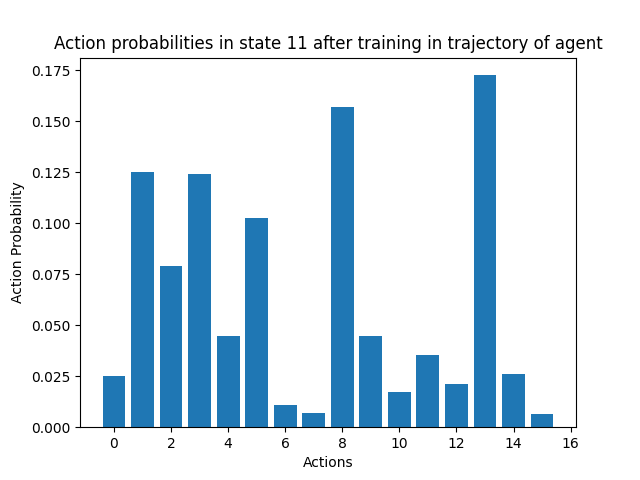 Action probabilities in state 11 after training in trajectory of agent
0.175
0.150
0.125
0.100
0.075
0.050
0.025
0.000
Action Probability
0 2 4 6 8 10 12 14 16
Actions